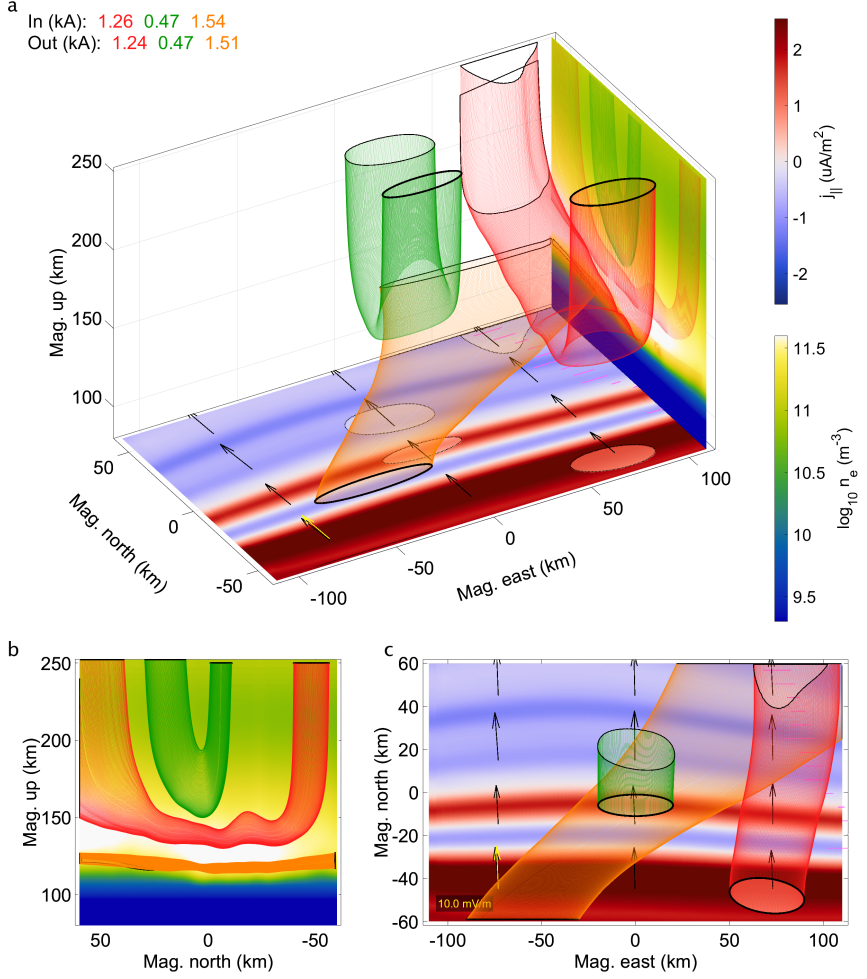 a
In (kA): 1.26 0.47 1.54
Out (kA): 1.24 0.47 1.51
250
200
150
100
Mag. up (km)
50
0
-50
Mag. north (km)
-100
-50
0
50
100
Mag. east (km)
2
1
0
-1
-2
j|| (uA/m2)
11.5
11
10.5
10
9.5
log10 ne (m-3)
b
250
200
150
100
Mag. up (km)
50
0
-50
Mag. north (km)
c
60
40
20
0
-20
-40
-60
Mag. north (km)
10.0 mV/m
-100
-50
0
50
100
Mag. east (km)